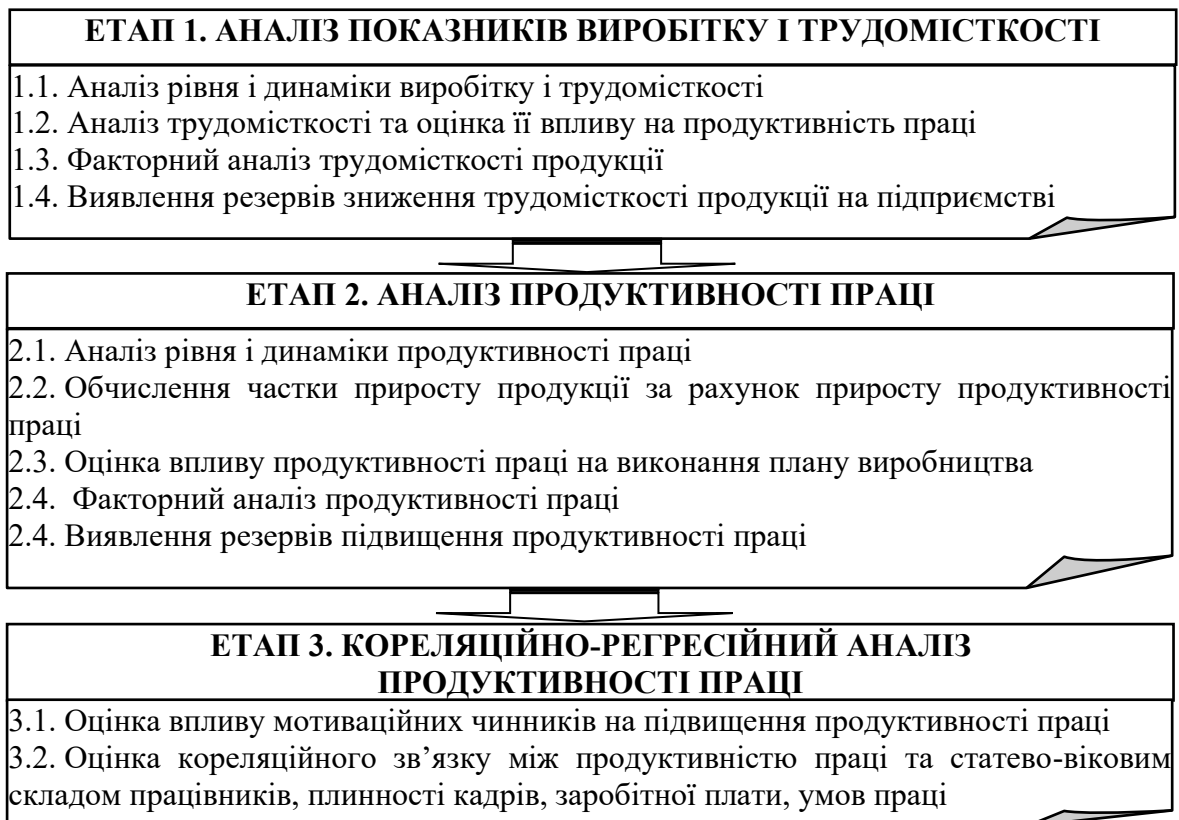 ЕТАП 1. АНАЛІЗ ПОКАЗНИКІВ ВИРОБІТКУ І ТРУДОМІСТКОСТІ
1.1. Аналіз рівня і динаміки виробітку і трудомісткості
1.2. Аналіз трудомісткості та оцінка її впливу на продуктивність праці
1.3. Факторний аналіз трудомісткості продукції
1.4. Виявлення резервів зниження трудомісткості продукції на підприємстві
ЕТАП 2. АНАЛІЗ ПРОДУКТИВНОСТІ ПРАЦІ
2.1. Аналіз рівня і динаміки продуктивності праці
2.2. Обчислення частки приросту продукції за рахунок приросту продуктивності
праці
2.3. Оцінка впливу продуктивності праці на виконання плану виробництва
2.4. Факторний аналіз продуктивності праці
2.4. Виявлення резервів підвищення продуктивності праці
ЕТАП 3. КОРЕЛЯЦІЙНО-РЕГРЕСІЙНИЙ АНАЛІЗ
ПРОДУКТИВНОСТІ ПРАЦІ
3.1. Оцінка впливу мотиваційних чинників на підвищення продуктивності праці
3.2. Оцінка кореляційного зв’язку між продуктивністю праці та статево-віковим
складом працівників, плинності кадрів, заробітної плати, умов праці